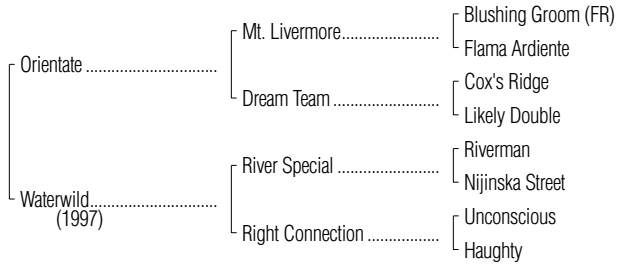 Blushing Groom (FR)
Mt. Livermore
Flama Ardiente
Orientate
Cox's Ridge
Dream Team
Likely Double
Riverman
River Special
Nijinska Street
Waterwild
(1997)
Unconscious
Right Connection
Haughty